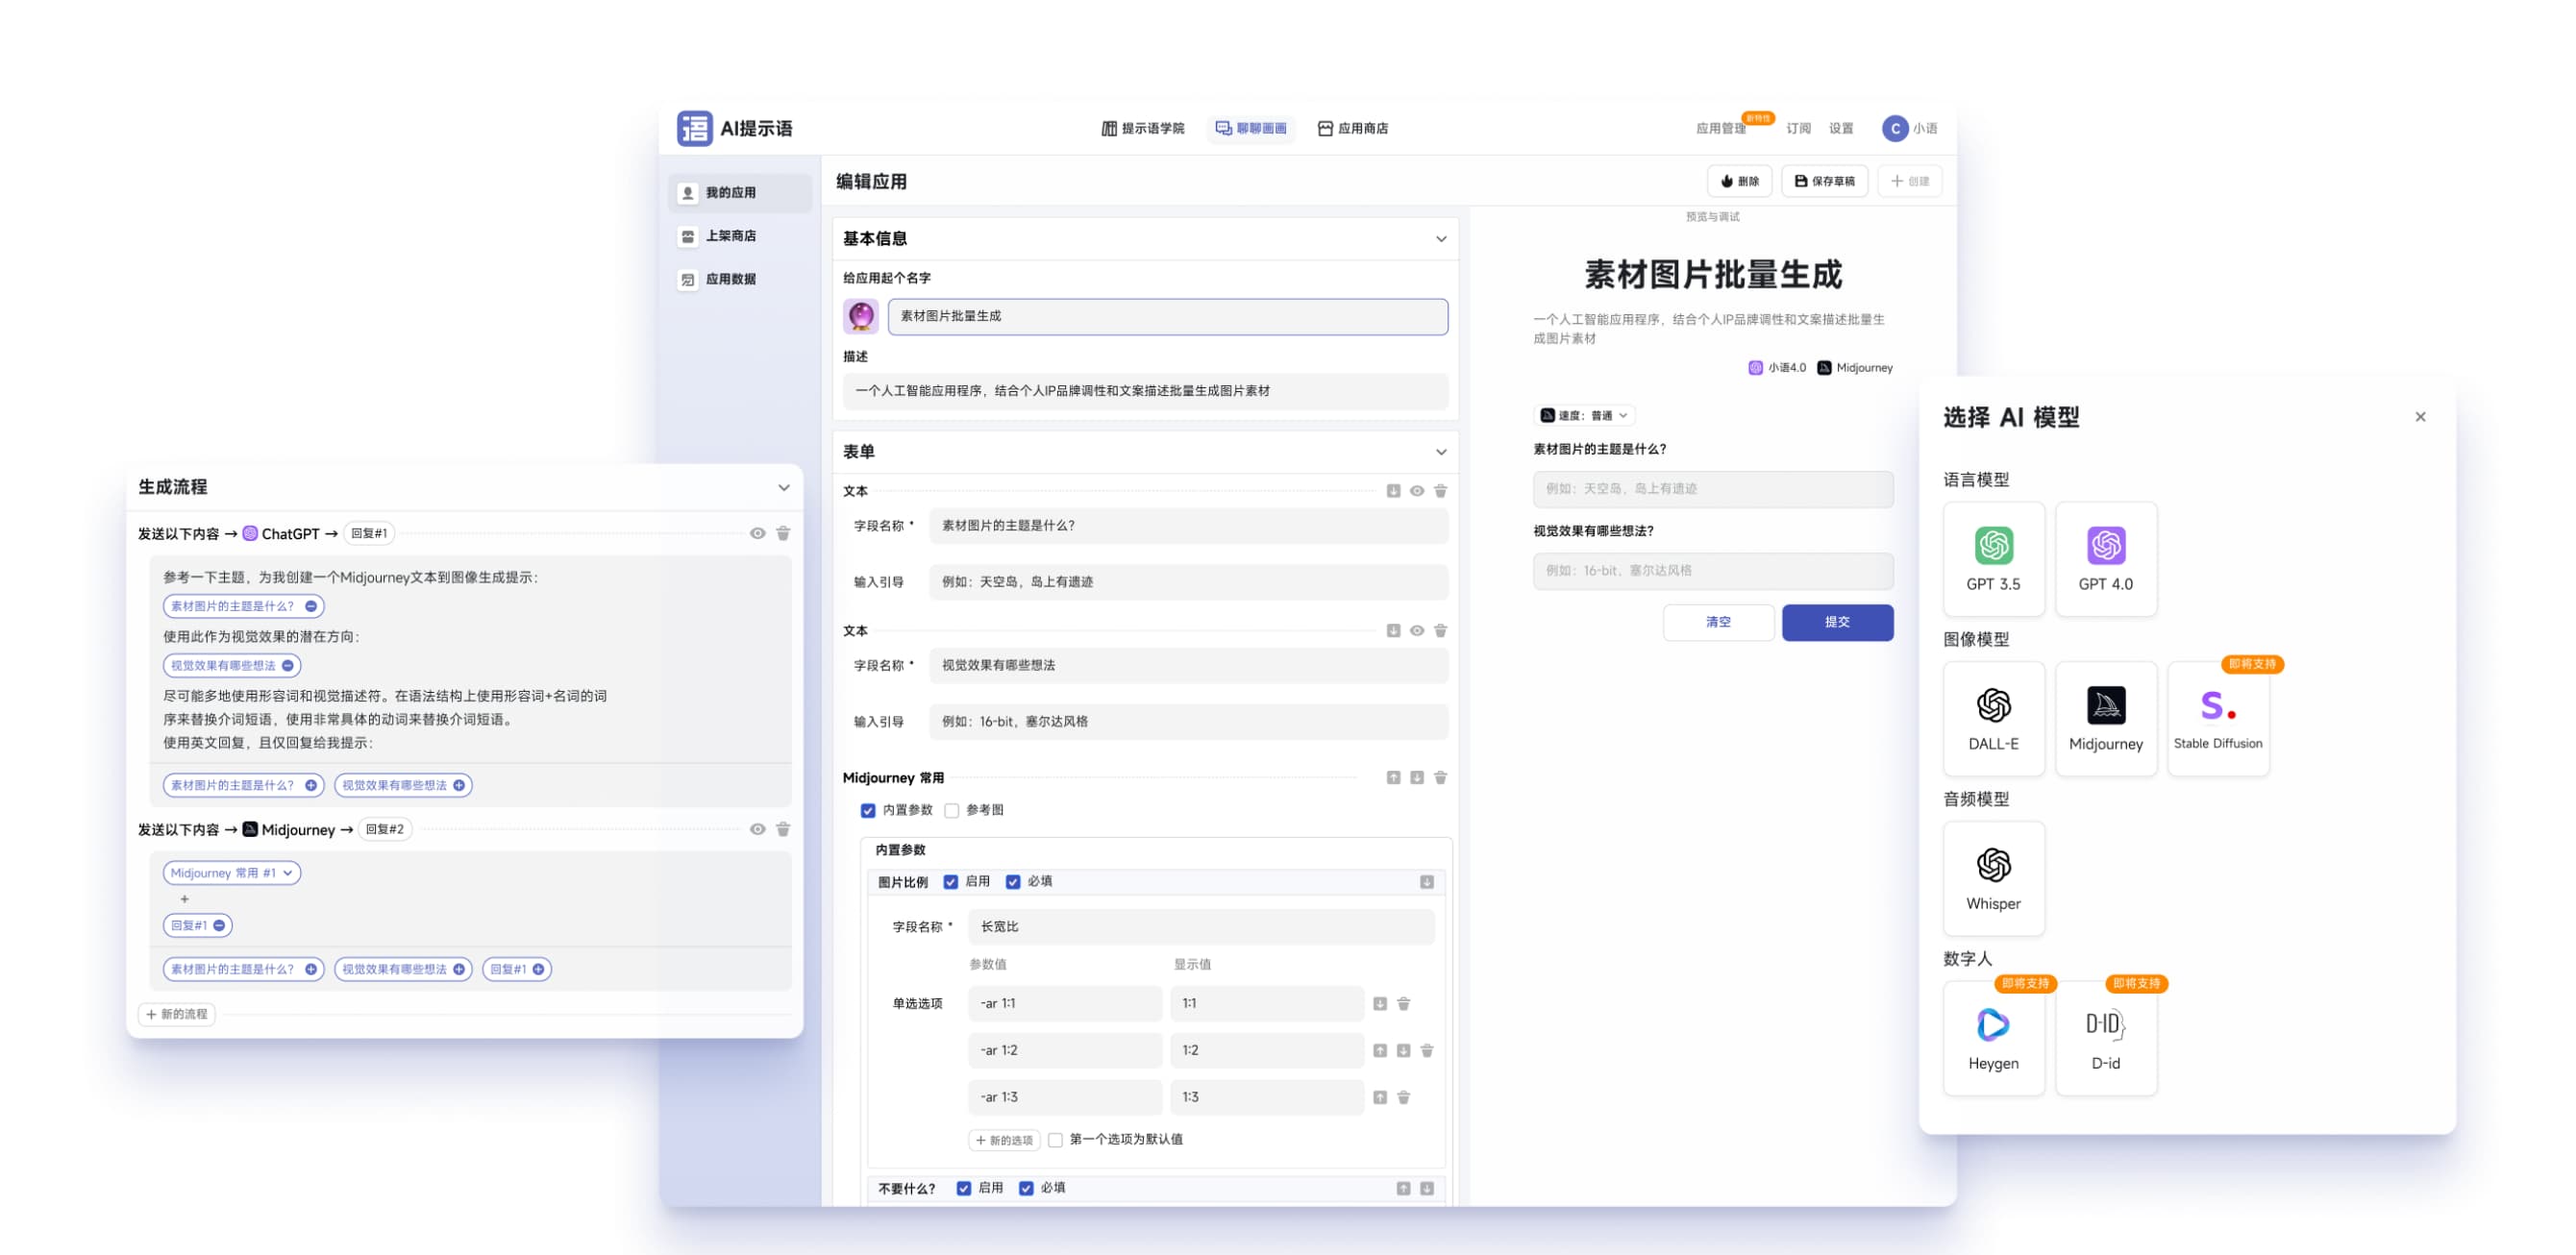 语 AI提示语
提示语学院
聊聊画画
应用商店
应用管理
新特性
订阅
设置
C 小语
我的应用
上架商店
应用数据
编辑应用
删除
保存草稿
+ 创建
基本信息
给应用起个名字
素材图片批量生成
描述
一个人工智能应用程序，结合个人IP品牌调性和文案描述批量生成图片素材
表单
文本
字段名称 *
素材图片的主题是什么？
输入引导
例如：天空岛，岛上有遗迹
文本
字段名称 *
视觉效果有哪些想法
输入引导
例如：16-bit，塞尔达风格
Midjourney 常用
内置参数
参考图
内置参数
图片比例 启用 必填
字段名称 *
长宽比
参数值
显示值
单选选项
-ar 1:1
1:1
-ar 1:2
1:2
-ar 1:3
1:3
+ 新的选项
第一个选项为默认值
不要什么？ 启用 必填
预览与调试
素材图片批量生成
一个人工智能应用程序，结合个人IP品牌调性和文案描述批量生
成图片素材
小语4.0
Midjourney
速度：普通
素材图片的主题是什么？
例如：天空岛，岛上有遗迹
视觉效果有哪些想法？
例如：16-bit，塞尔达风格
清空
提交
生成流程
发送以下内容 → ChatGPT → 回复#1
参考一下主题，为我创建一个Midjourney文本到图像生成提示：
素材图片的主题是什么？
使用此作为视觉效果的潜在方向：
视觉效果有哪些想法
尽可能多地使用形容词和视觉描述符。在语法结构上使用形容词+名词的词
序来替换介词短语，使用非常具体的动词来替换介词短语。
使用英文回复，且仅回复给我提示：
素材图片的主题是什么？
视觉效果有哪些想法
发送以下内容 → Midjourney → 回复#2
Midjourney 常用 #1
+
回复#1
素材图片的主题是什么？
视觉效果有哪些想法
回复#1
+ 新的流程
选择 AI 模型
语言模型
GPT 3.5
GPT 4.0
图像模型
DALL-E
Midjourney
即将支持
S.
Stable Diffusion
音频模型
Whisper
数字人
即将支持
Heygen
即将支持
D-ID
D-id